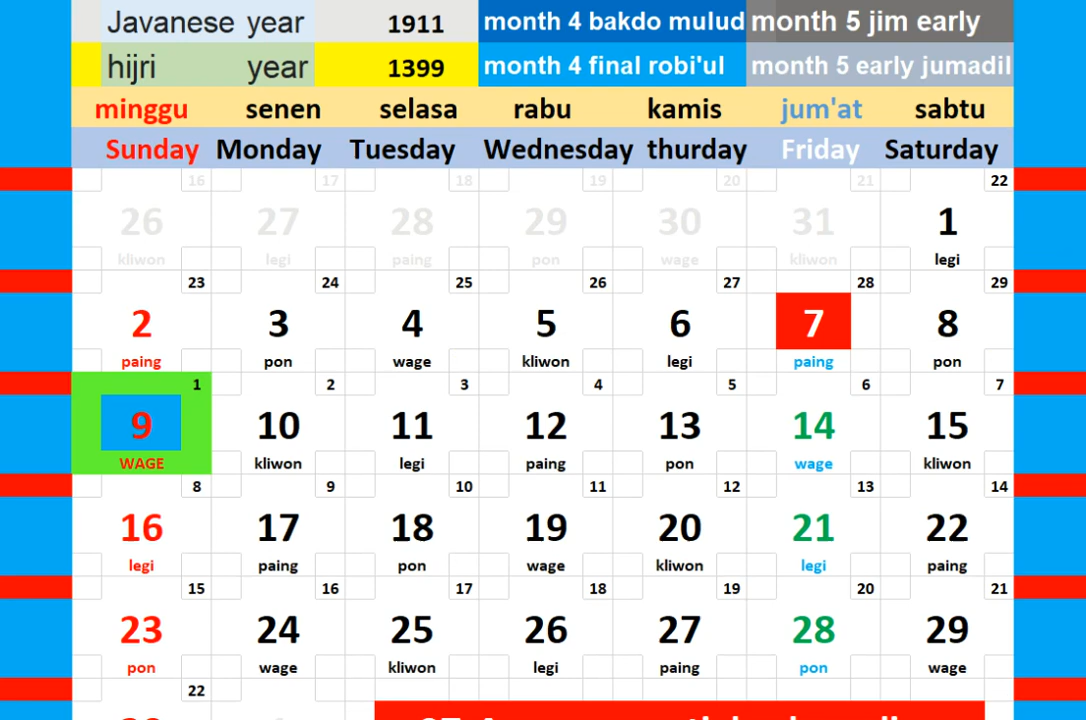 Javanese year 1911 month 4 bakdo mulud month 5 jim early
hijri year 1399 month 4 final robi'ul month 5 early jumadil
minggu senen selasa rabu kamis jum'at sabtu
Sunday Monday Tuesday Wednesday thurday Friday Saturday
16 17 18 19 20 21 22
26 27 28 29 30 31 1
kliwon legi paing pon wage kliwon legi
23 24 25 26 27 28 29
2 3 4 5 6 7 8
paing pon wage kliwon legi paing pon
1 2 3 4 5 6 7
9 10 11 12 13 14 15
WAGE kliwon legi paing pon wage kliwon
8 9 10 11 12 13 14
16 17 18 19 20 21 22
legi paing pon wage kliwon legi paing
15 16 17 18 19 20 21
23 24 25 26 27 28 29
pon wage kliwon legi paing pon wage
22